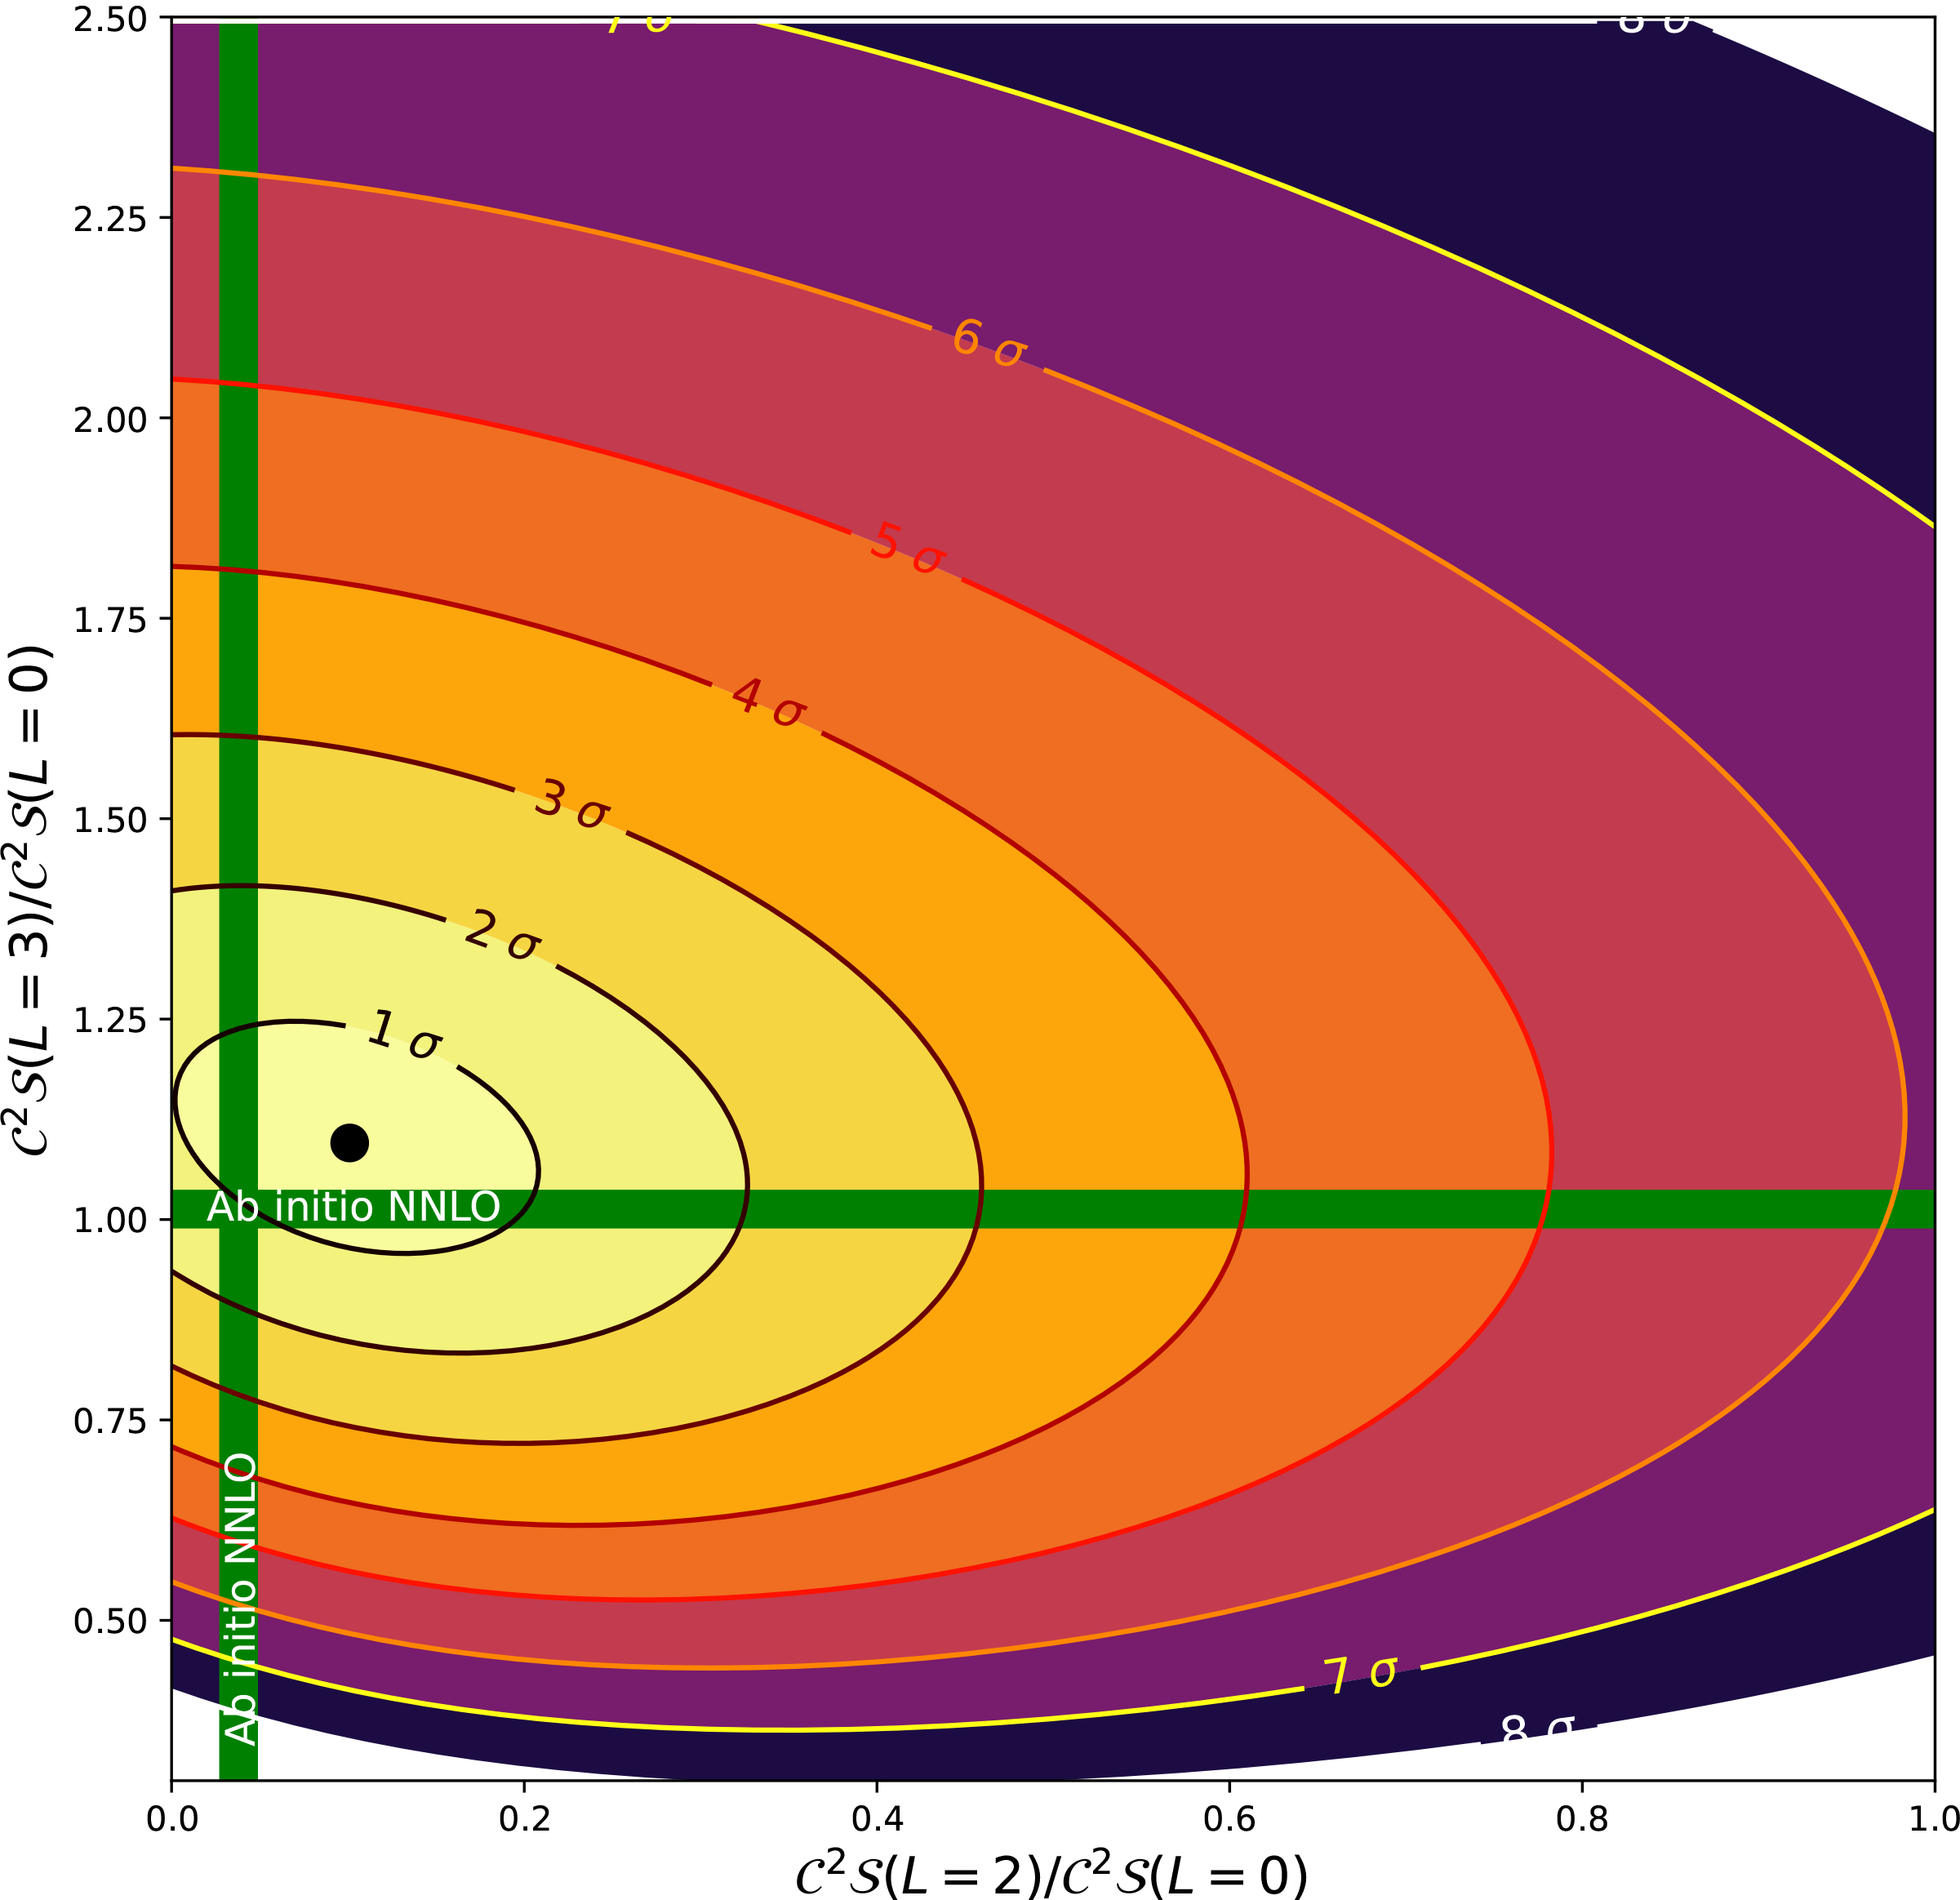 2.50
2.25
2.00
1.75
1.50
1.25
1.00
0.75
0.50
0.0
0.2
0.4
0.6
0.8
1.0
𝒞²𝒮(L = 3)/𝒞²𝒮(L = 0)
𝒞²𝒮(L = 2)/𝒞²𝒮(L = 0)
7 σ
8 σ
6 σ
5 σ
4 σ
3 σ
2 σ
1 σ
Ab initio NNLO
Ab initio NNLO
7 σ
8 σ